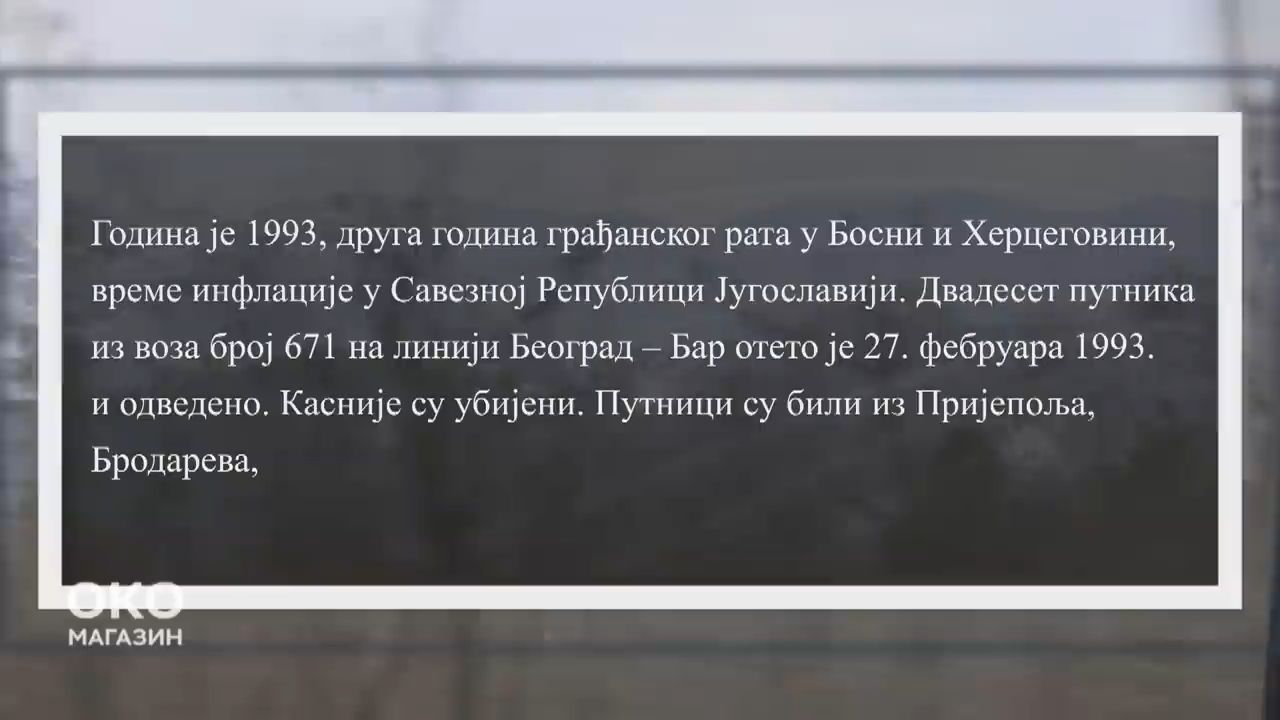 Година је 1993, друга година грађанског рата у Босни и Херцеговини,
време инфлације у Савезној Републици Југославији. Двадесет путника
из воза број 671 на линији Београд – Бар отето је 27. фебруара 1993.
и одведено. Касније су убијени. Путници су били из Пријепоља,
Бродарева,
ОКО
МАГАЗИН